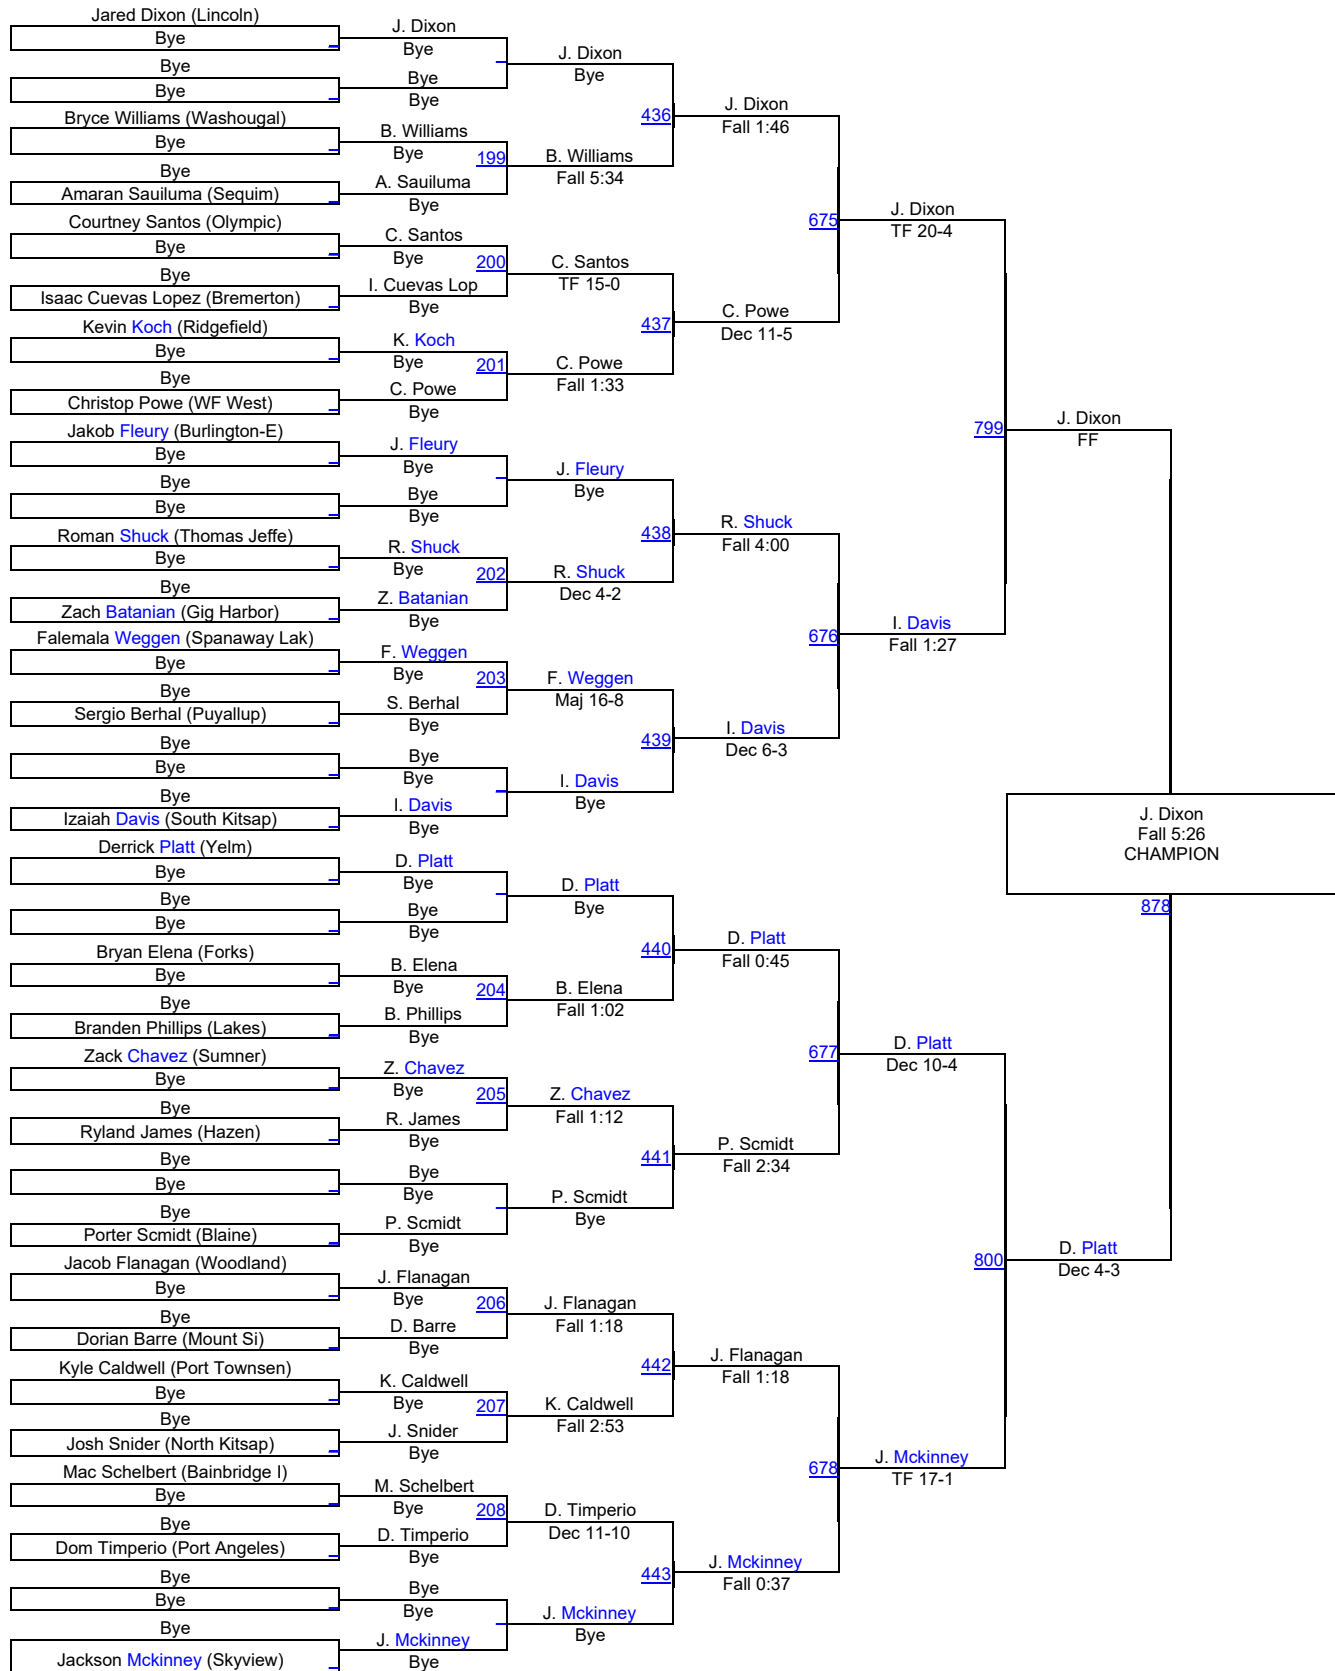 Jared Dixon (Lincoln)
Bye
Bye
Bye
Bryce Williams (Washougal)
Bye
Bye
Amaran Sauiluma (Sequim)
Courtney Santos (Olympic)
Bye
Bye
Isaac Cuevas Lopez (Bremerton)
Kevin Koch (Ridgefield)
Bye
Bye
Christop Powe (WF West)
Jakob Fleury (Burlington-E)
Bye
Bye
Bye
Roman Shuck (Thomas Jeffe)
Bye
Bye
Zach Batanian (Gig Harbor)
Falemala Weggen (Spanaway Lak)
Bye
Bye
Sergio Berhal (Puyallup)
Bye
Bye
Bye
Izaiah Davis (South Kitsap)
Derrick Platt (Yelm)
Bye
Bye
Bye
Bryan Elena (Forks)
Bye
Bye
Branden Phillips (Lakes)
Zack Chavez (Sumner)
Bye
Bye
Ryland James (Hazen)
Bye
Bye
Bye
Porter Scmidt (Blaine)
Jacob Flanagan (Woodland)
Bye
Bye
Dorian Barre (Mount Si)
Kyle Caldwell (Port Townsen)
Bye
Bye
Josh Snider (North Kitsap)
Mac Schelbert (Bainbridge I)
Bye
Bye
Dom Timperio (Port Angeles)
Bye
Bye
Bye
Jackson Mckinney (Skyview)
J. Dixon
Bye
Bye
Bye
B. Williams
Bye
199
A. Sauiluma
Bye
C. Santos
Bye
200
I. Cuevas Lop
Bye
K. Koch
Bye
201
C. Powe
Bye
J. Fleury
Bye
Bye
Bye
R. Shuck
Bye
202
Z. Batanian
Bye
F. Weggen
Bye
203
S. Berhal
Bye
Bye
Bye
I. Davis
Bye
D. Platt
Bye
Bye
Bye
B. Elena
Bye
204
B. Phillips
Bye
Z. Chavez
Bye
205
R. James
Bye
Bye
Bye
P. Scmidt
Bye
J. Flanagan
Bye
206
D. Barre
Bye
K. Caldwell
Bye
207
J. Snider
Bye
M. Schelbert
Bye
208
D. Timperio
Bye
Bye
Bye
J. Mckinney
Bye
J. Dixon
Bye
436
B. Williams
Fall 5:34
C. Santos
TF 15-0
437
C. Powe
Fall 1:33
J. Fleury
Bye
438
R. Shuck
Dec 4-2
F. Weggen
Maj 16-8
439
I. Davis
Bye
D. Platt
Bye
440
B. Elena
Fall 1:02
Z. Chavez
Fall 1:12
441
P. Scmidt
Bye
J. Flanagan
Fall 1:18
442
K. Caldwell
Fall 2:53
D. Timperio
Dec 11-10
443
J. Mckinney
Bye
J. Dixon
Fall 1:46
675
C. Powe
Dec 11-5
R. Shuck
Fall 4:00
676
I. Davis
Dec 6-3
D. Platt
Fall 0:45
677
P. Scmidt
Fall 2:34
J. Flanagan
Fall 1:18
678
J. Mckinney
Fall 0:37
J. Dixon
TF 20-4
799
I. Davis
Fall 1:27
D. Platt
Dec 10-4
800
J. Mckinney
TF 17-1
J. Dixon
FF
D. Platt
Dec 4-3
J. Dixon
Fall 5:26
CHAMPION
878